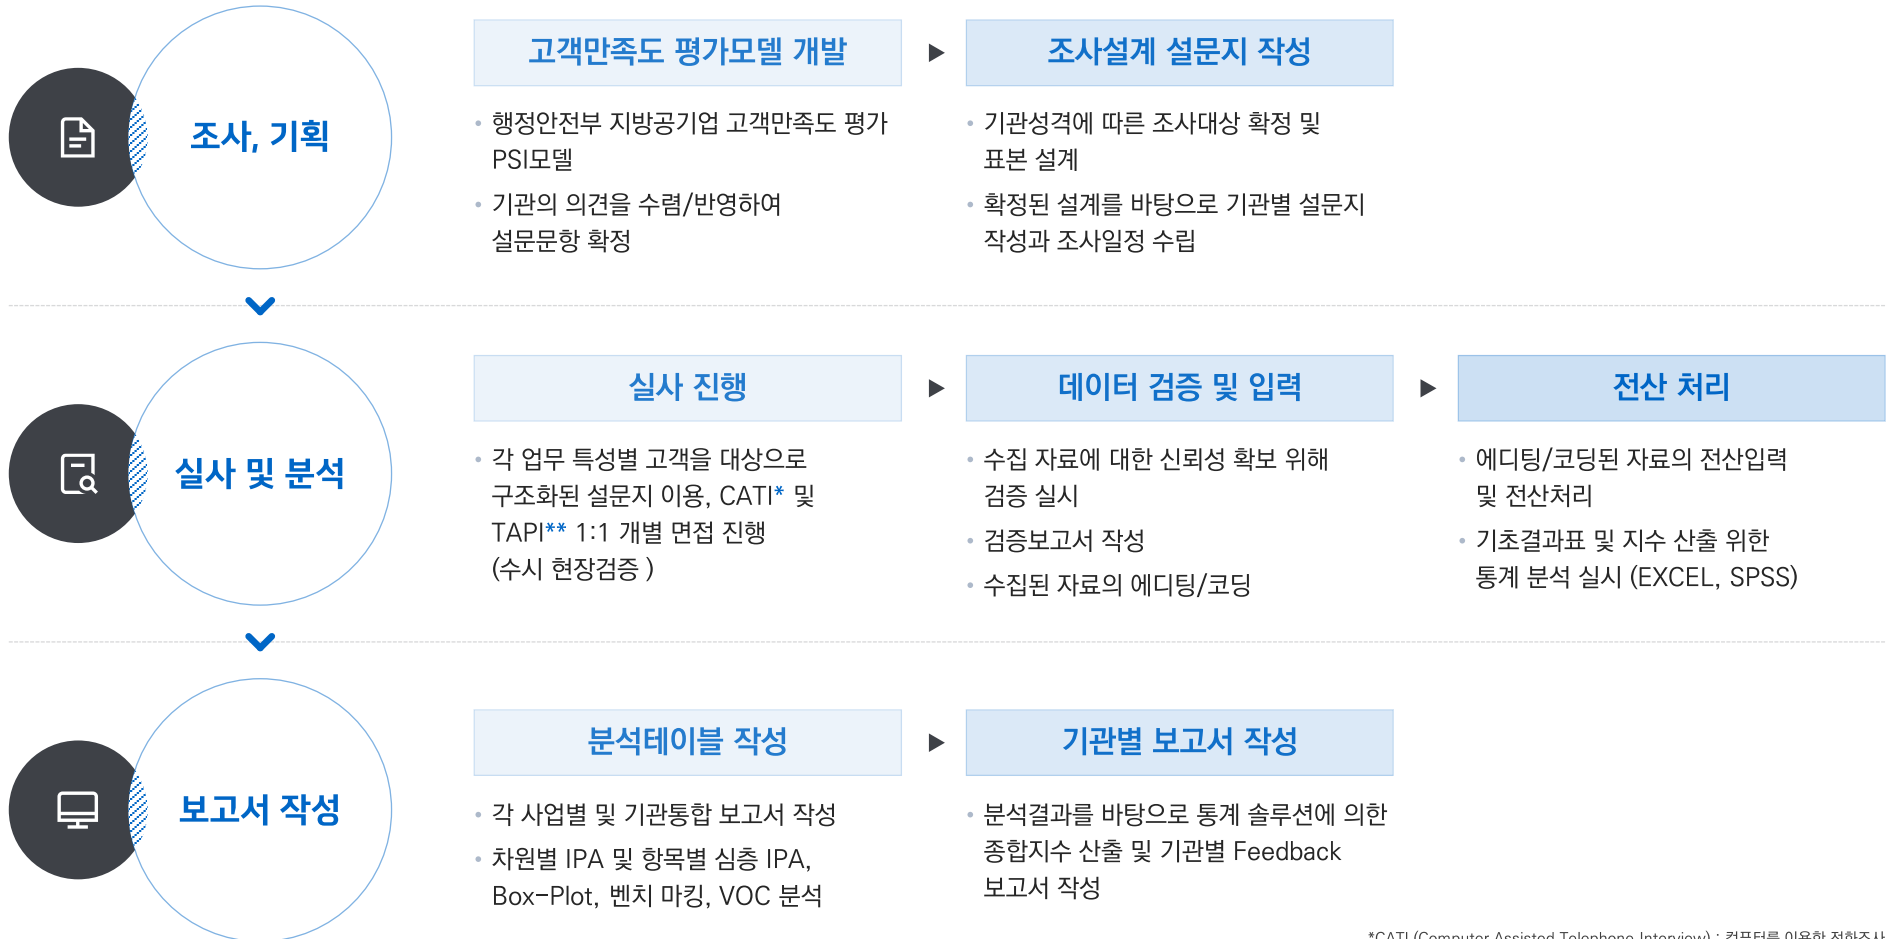 조사, 기획
고객만족도 평가모델 개발
행정안전부 지방공기업 고객만족도 평가
PSI모델
기관의 의견을 수렴/반영하여
설문문항 확정
조사설계 설문지 작성
기관성격에 따른 조사대상 확정 및
표본 설계
확정된 설계를 바탕으로 기관별 설문지
작성과 조사일정 수립
실사 및 분석
실사 진행
각 업무 특성별 고객을 대상으로
구조화된 설문지 이용, CATI* 및
TAPI** 1:1 개별 면접 진행
(수시 현장검증 )
데이터 검증 및 입력
수집 자료에 대한 신뢰성 확보 위해
검증 실시
검증보고서 작성
수집된 자료의 에디팅/코딩
전산 처리
에디팅/코딩된 자료의 전산입력
및 전산처리
기초결과표 및 지수 산출 위한
통계 분석 실시 (EXCEL, SPSS)
보고서 작성
분석테이블 작성
각 사업별 및 기관통합 보고서 작성
차원별 IPA 및 항목별 심층 IPA,
Box-Plot, 벤치 마킹, VOC 분석
기관별 보고서 작성
분석결과를 바탕으로 통계 솔루션에 의한
종합지수 산출 및 기관별 Feedback
보고서 작성
*CATI (Computer Assisted Telephone Interview) : 컴퓨터를 이용한 전화조사